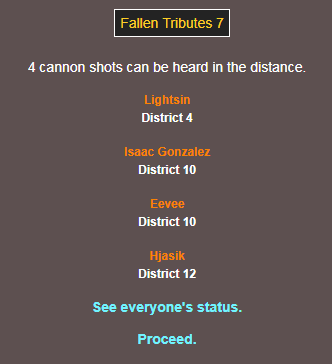 Fallen Tributes 7
4 cannon shots can be heard in the distance.
Lightsin
District 4
Isaac Gonzalez
District 10
Eevee
District 10
Hjasik
District 12
See everyone's status.
Proceed.